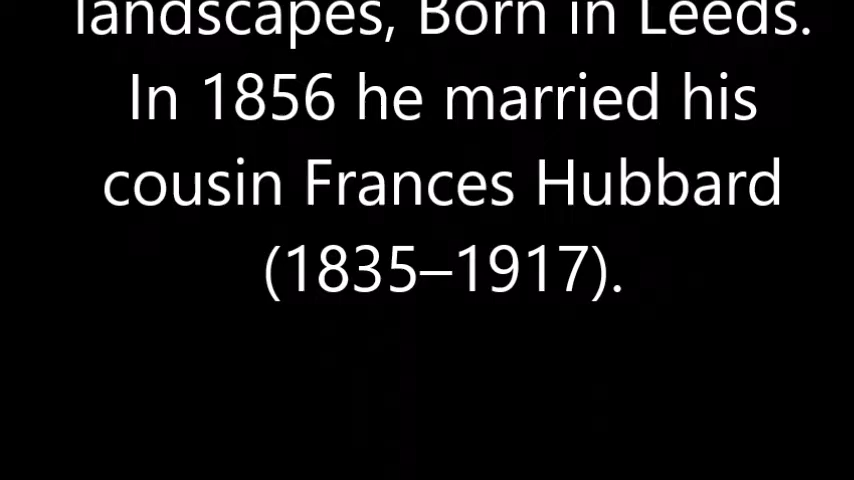 landscapes, Born in Leeds.
In 1856 he married his
cousin Frances Hubbard
(1835–1917).